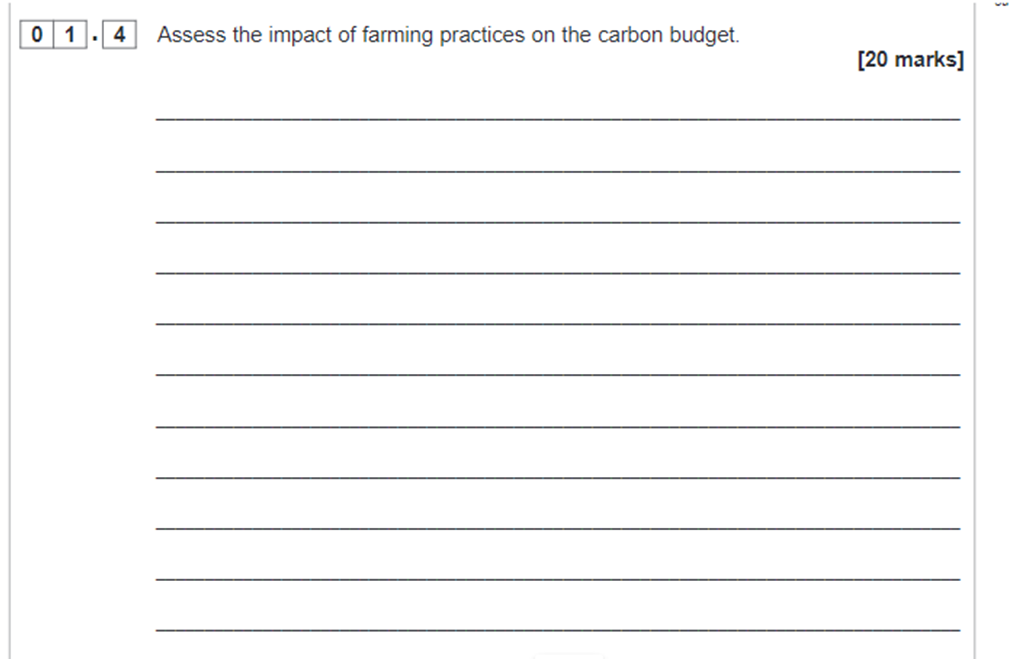 0 1 . 4 Assess the impact of farming practices on the carbon budget.
[20 marks]